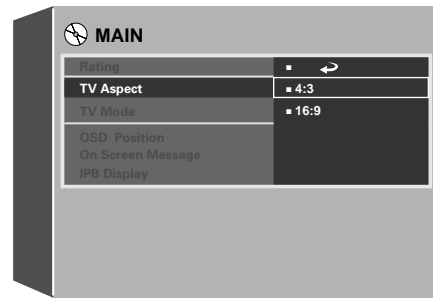 MAIN
Rating
TV Aspect
4:3
TV Mode
16:9
OSD Position
On Screen Message
IPB Display